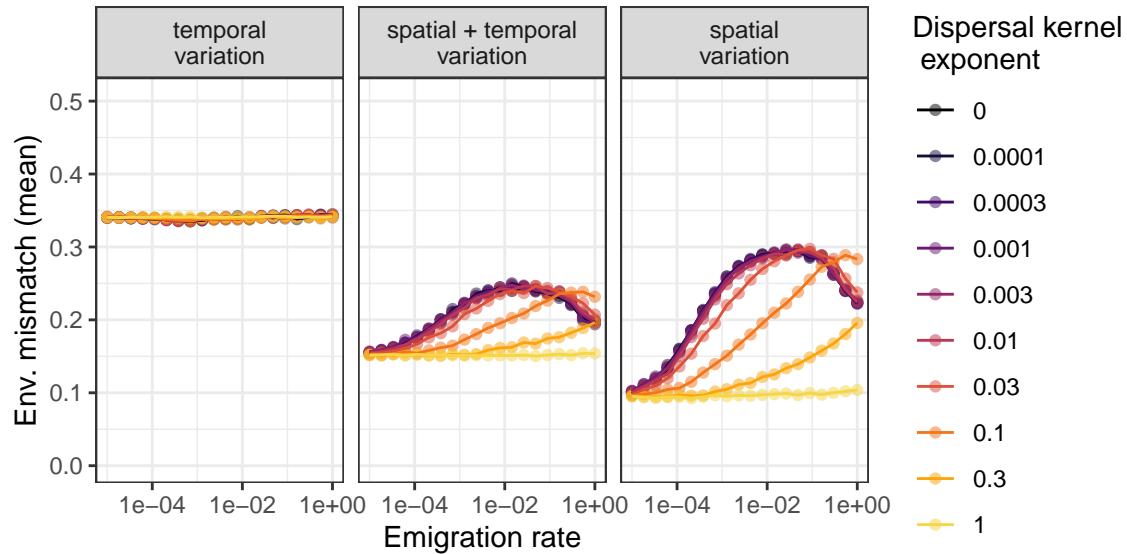 temporal
variation
spatial + temporal
variation
spatial
variation
Dispersal kernel
exponent
0
0.0001
0.0003
0.001
0.003
0.01
0.03
0.1
0.3
1
Env. mismatch (mean)
0.5
0.4
0.3
0.2
0.1
0.0
1e−04 1e−02 1e+00
1e−04 1e−02 1e+00
1e−04 1e−02 1e+00
Emigration rate